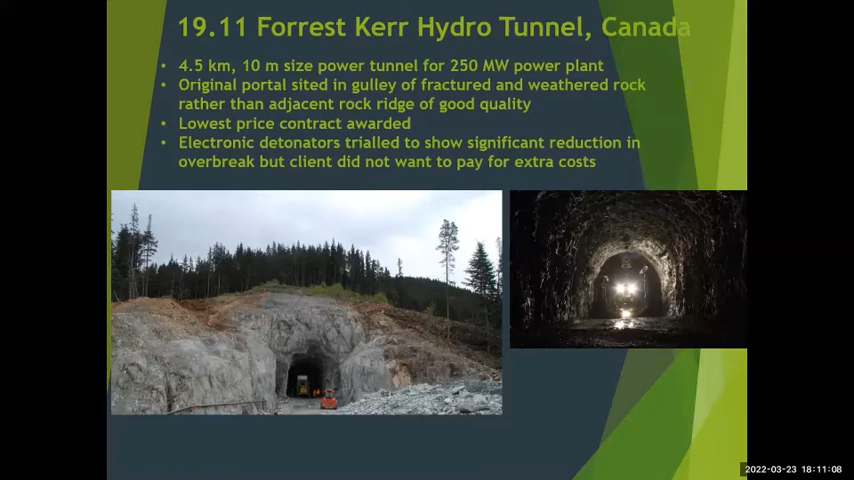 19.11 Forrest Kerr Hydro Tunnel, Canada
• 4.5 km, 10 m size power tunnel for 250 MW power plant
• Original portal sited in gulley of fractured and weathered rock
rather than adjacent rock ridge of good quality
• Lowest price contract awarded
• Electronic detonators trialled to show significant reduction in
overbreak but client did not want to pay for extra costs
2022-03-23 18:11:08